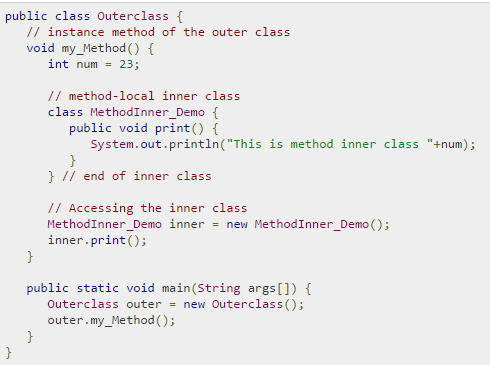 public class Outerclass {
   // instance method of the outer class
   void my_Method() {
      int num = 23;

      // method-local inner class
      class MethodInner_Demo {
         public void print() {
            System.out.println("This is method inner class "+num);
         }
      } // end of inner class

      // Accessing the inner class
      MethodInner_Demo inner = new MethodInner_Demo();
      inner.print();
   }

   public static void main(String args[]) {
      Outerclass outer = new Outerclass();
      outer.my_Method();
   }
}